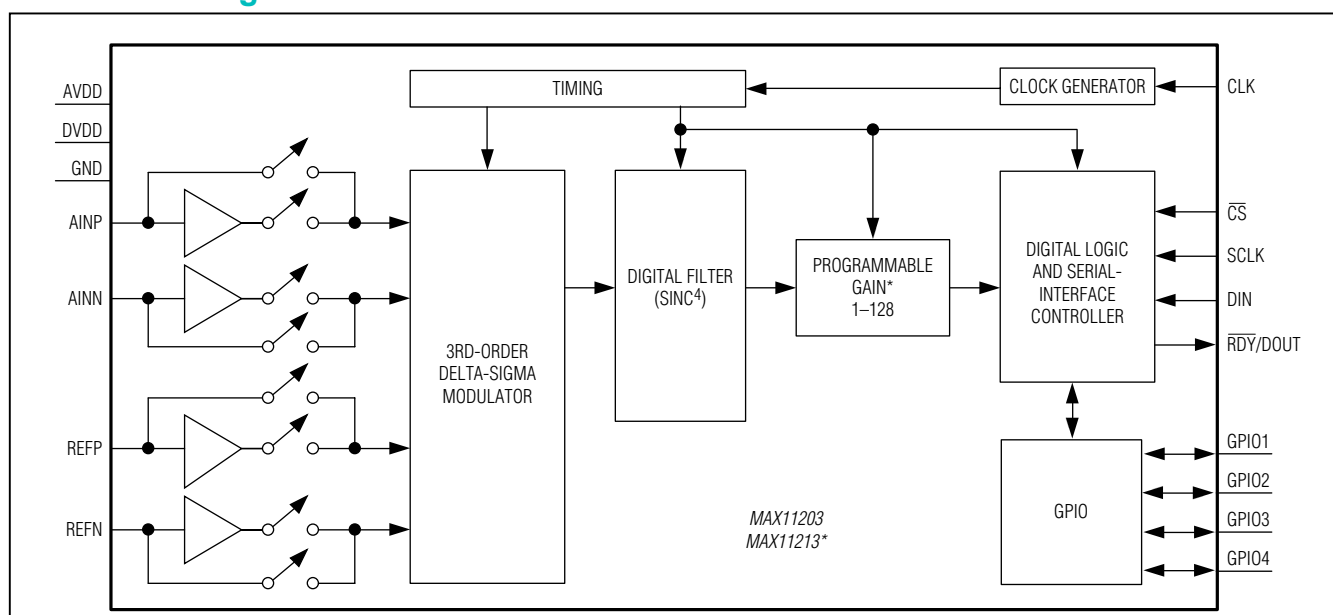 TIMING
CLOCK GENERATOR
CLK
AVDD
DVDD
GND
AINP
AINN
REFP
REFN
3RD-ORDER
DELTA-SIGMA
MODULATOR
DIGITAL FILTER
(SINC⁴)
PROGRAMMABLE
GAIN*
1–128
DIGITAL LOGIC
AND SERIAL-
INTERFACE
CONTROLLER
C̅S̅
SCLK
DIN
R̅D̅Y̅/DOUT
GPIO
GPIO1
GPIO2
GPIO3
GPIO4
MAX11203
MAX11213*